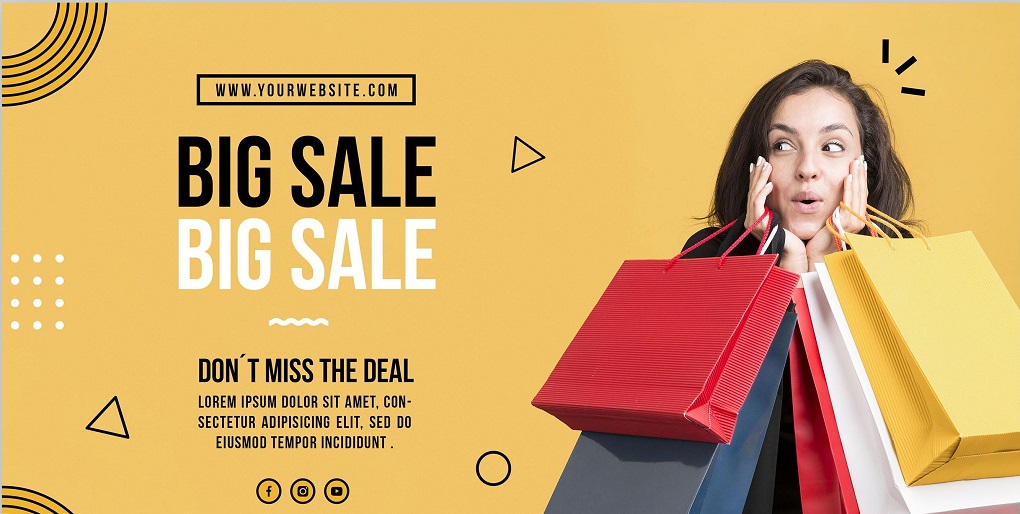 WWW.YOURWEBSITE.COM
BIG SALE
BIG SALE
DON´T MISS THE DEAL
LOREM IPSUM DOLOR SIT AMET, CON-
SECTETUR ADIPISICING ELIT, SED DO
EIUSMOD TEMPOR INCIDIDUNT .